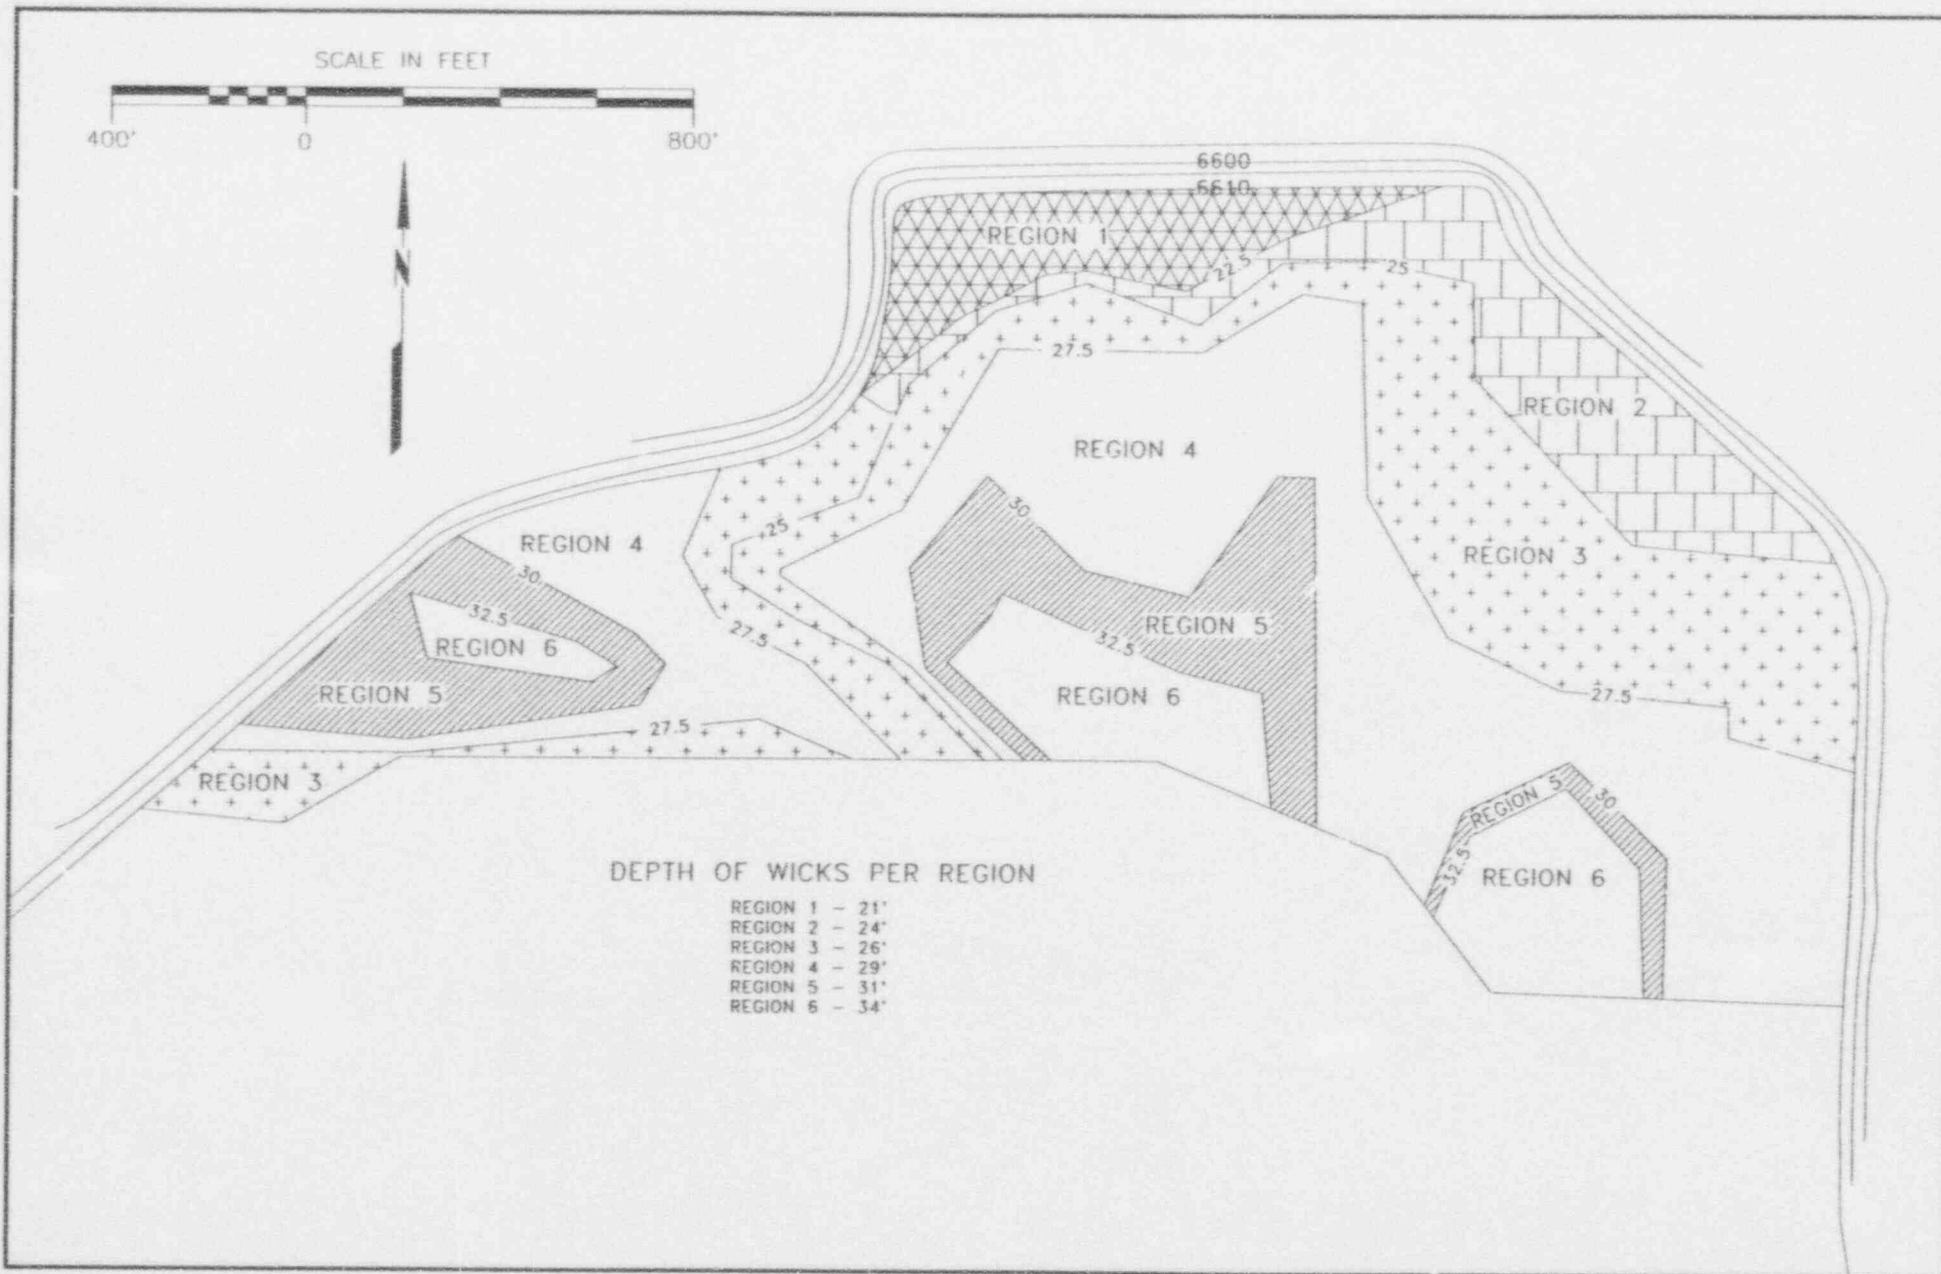 SCALE IN FEET
400' 0 800'
N
6600
6610
REGION 1
22.5
25
27.5
REGION 2
REGION 4
30
25
REGION 4
REGION 3
30
32.5
27.5
REGION 5
32.5
REGION 6
REGION 5
REGION 6
27.5
27.5
REGION 3
REGION 5
30
32.5
REGION 6
DEPTH OF WICKS PER REGION
REGION 1 - 21'
REGION 2 - 24'
REGION 3 - 26'
REGION 4 - 29'
REGION 5 - 31'
REGION 6 - 34'